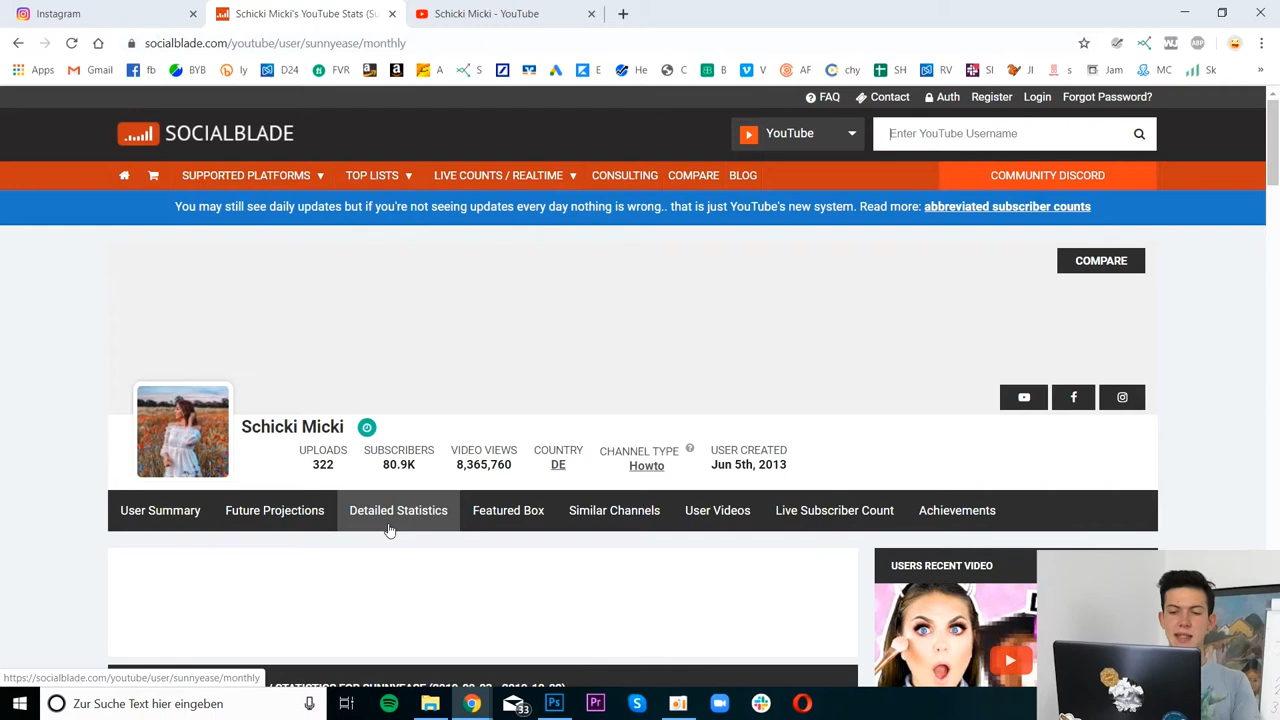 Instagram
Schicki Micki's YouTube Stats (Su
Schicki Micki - YouTube
socialblade.com/youtube/user/sunnyease/monthly
Apps Gmail fb BYB ly D24 FVR A S E He C B V AF chy SH RV SI JI s Jam MC Sk »
FAQ Contact Auth Register Login Forgot Password?
SOCIALBLADE
YouTube
Enter YouTube Username
SUPPORTED PLATFORMS TOP LISTS LIVE COUNTS / REALTIME CONSULTING COMPARE BLOG COMMUNITY DISCORD
You may still see daily updates but if you're not seeing updates every day nothing is wrong.. that is just YouTube's new system. Read more: abbreviated subscriber counts
COMPARE
Schicki Micki
UPLOADS SUBSCRIBERS VIDEO VIEWS COUNTRY CHANNEL TYPE USER CREATED
322 80.9K 8,365,760 DE Howto Jun 5th, 2013
User Summary Future Projections Detailed Statistics Featured Box Similar Channels User Videos Live Subscriber Count Achievements
USERS RECENT VIDEO
https://socialblade.com/youtube/user/sunnyease/monthly
Zur Suche Text hier eingeben
33
Ps
Pr